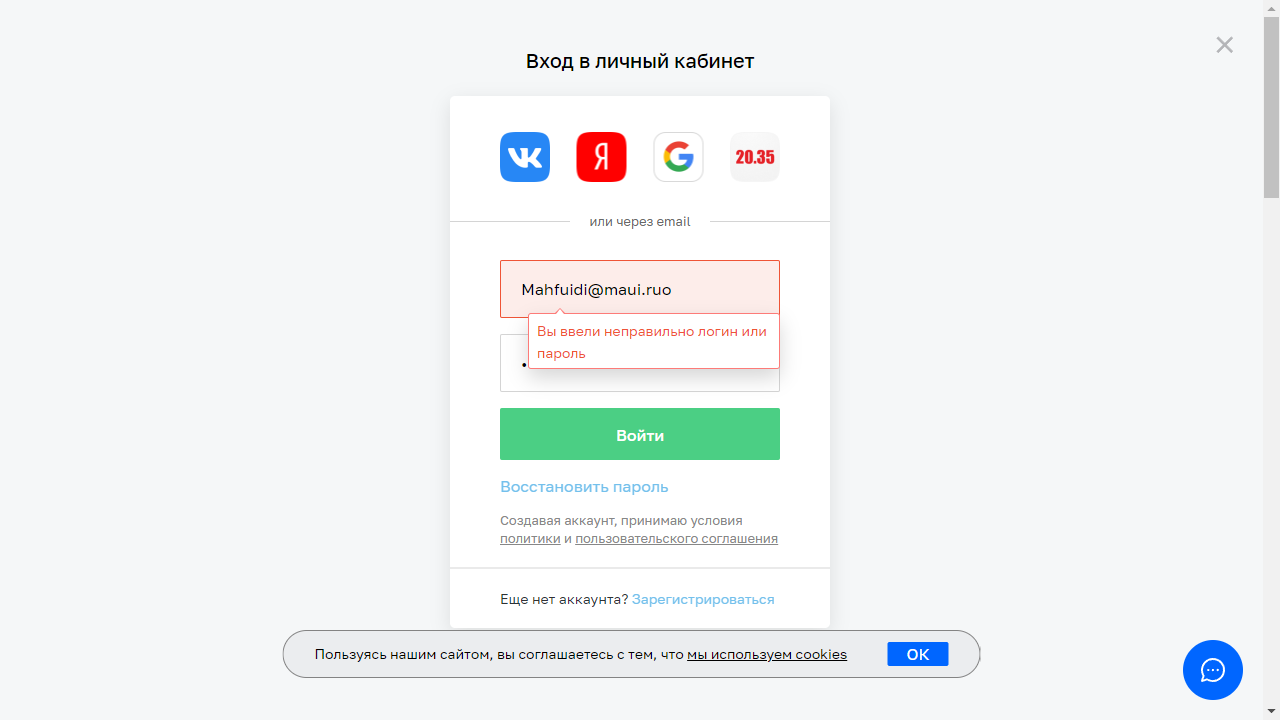 Вход в личный кабинет
20.35
или через email
Mahfuidi@maui.ruo
Вы ввели неправильно логин или
пароль
Войти
Восстановить пароль
Создавая аккаунт, принимаю условия
политики и пользовательского соглашения
Еще нет аккаунта? Зарегистрироваться
Пользуясь нашим сайтом, вы соглашаетесь с тем, что мы используем cookies
ОК